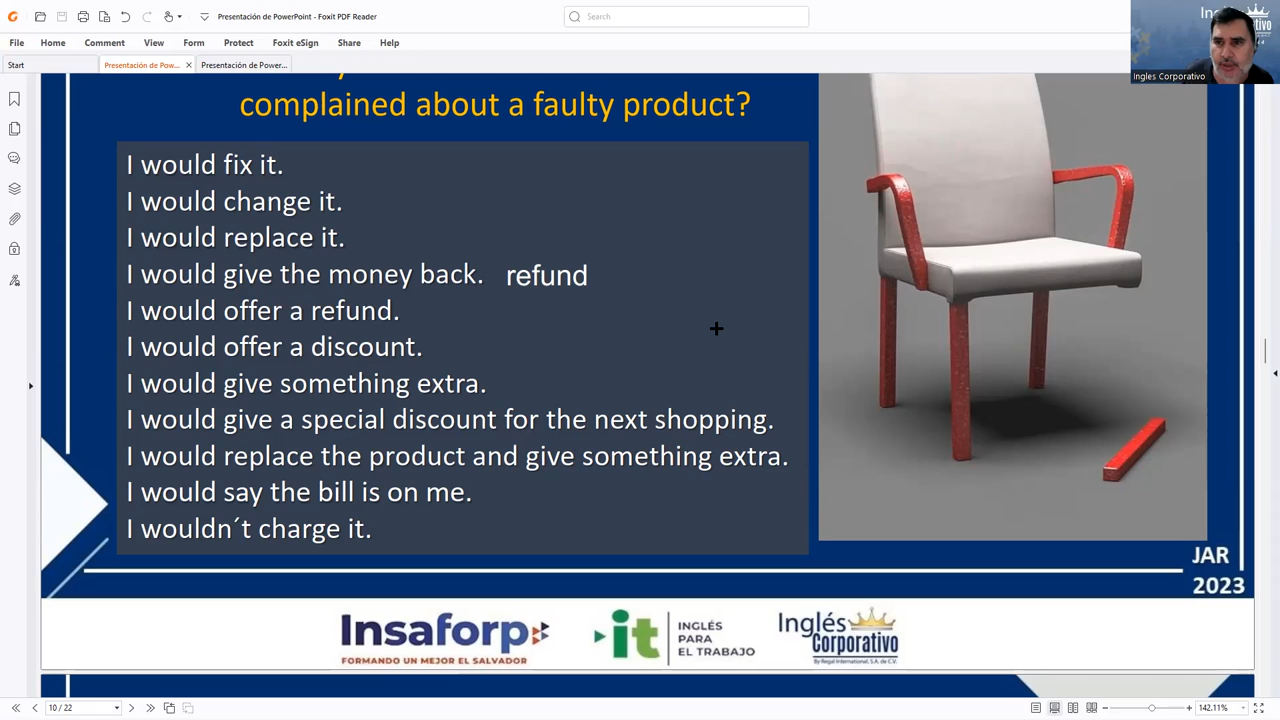 Presentación de PowerPoint - Foxit PDF Reader
Search
File Home Comment View Form Protect Foxit eSign Share Help
Start
Presentación de Pow...
Presentación de Power...
Ingles Corporativo
complained about a faulty product?
I would fix it.
I would change it.
I would replace it.
I would give the money back. refund
I would offer a refund.
I would offer a discount.
I would give something extra.
I would give a special discount for the next shopping.
I would replace the product and give something extra.
I would say the bill is on me.
I wouldn´t charge it.
JAR
2023
Insaforp
FORMANDO UN MEJOR EL SALVADOR
it
INGLÉS
PARA
EL TRABAJO
Inglés
Corporativo
By Regal International, S.A. de C.V.
10 / 22
142.11%